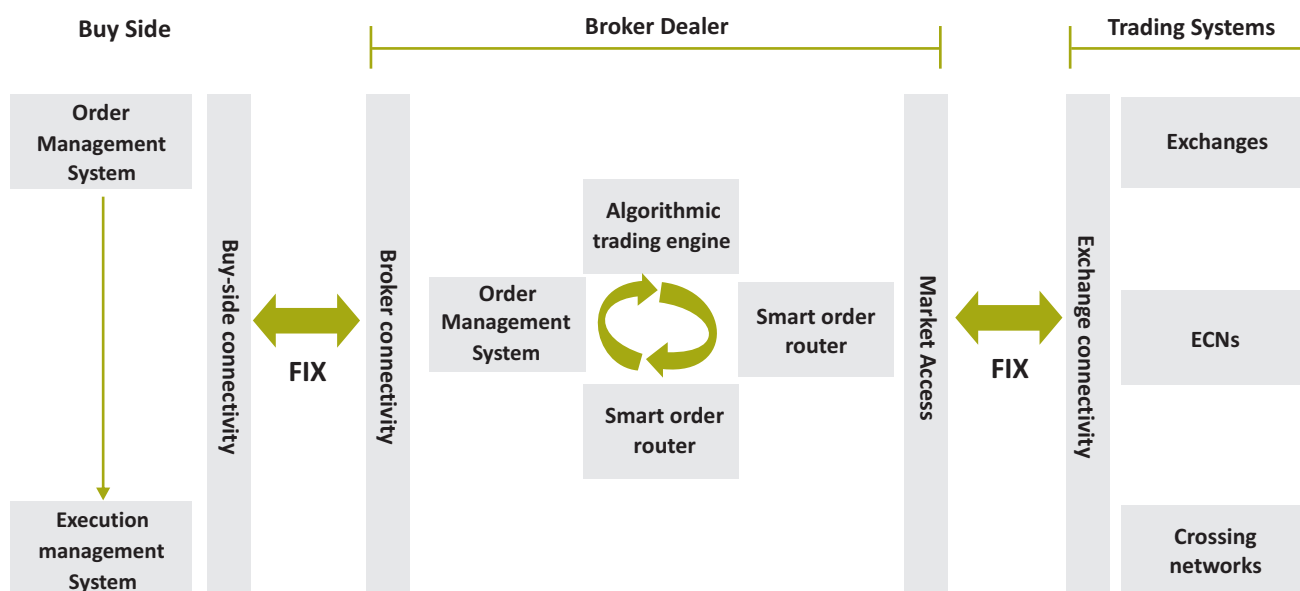 Buy Side
Broker Dealer
Trading Systems
Order
Management
System
Execution
management
System
Buy-side connectivity
FIX
Broker connectivity
Algorithmic
trading engine
Order
Management
System
Smart order
router
Smart order
router
Market Access
FIX
Exchange connectivity
Exchanges
ECNs
Crossing
networks